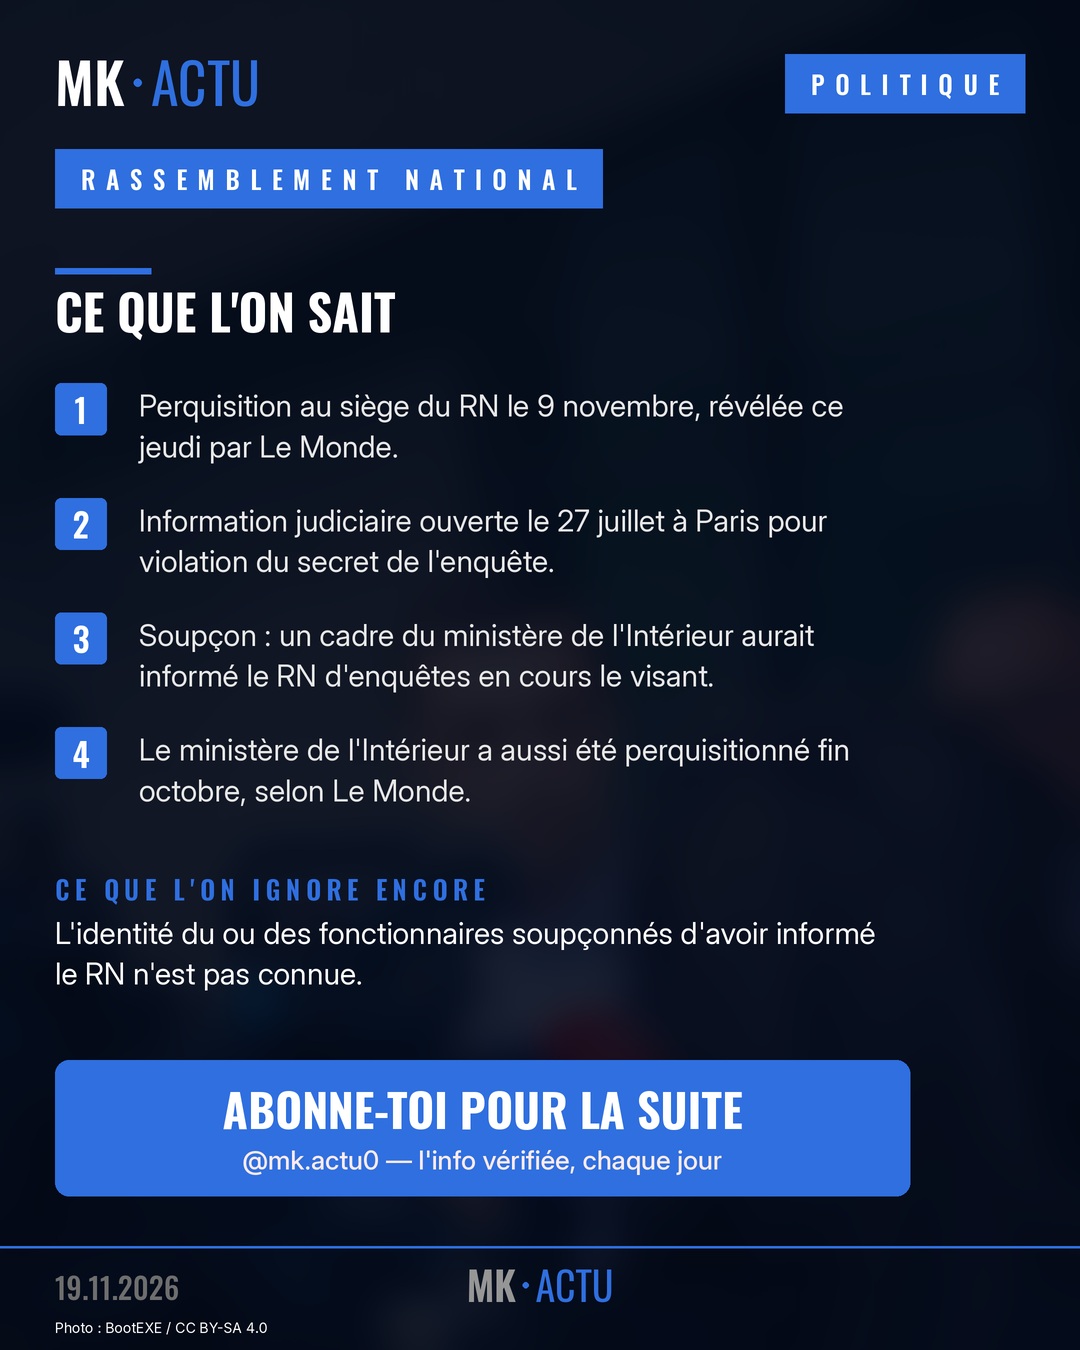 MK·ACTU
POLITIQUE
RASSEMBLEMENT NATIONAL
CE QUE L'ON SAIT
1
Perquisition au siège du RN le 9 novembre, révélée ce
jeudi par Le Monde.
2
Information judiciaire ouverte le 27 juillet à Paris pour
violation du secret de l'enquête.
3
Soupçon : un cadre du ministère de l'Intérieur aurait
informé le RN d'enquêtes en cours le visant.
4
Le ministère de l'Intérieur a aussi été perquisitionné fin
octobre, selon Le Monde.
CE QUE L'ON IGNORE ENCORE
L'identité du ou des fonctionnaires soupçonnés d'avoir informé
le RN n'est pas connue.
ABONNE-TOI POUR LA SUITE
@mk.actu0 — l'info vérifiée, chaque jour
19.11.2026
MK·ACTU
Photo : BootEXE / CC BY-SA 4.0